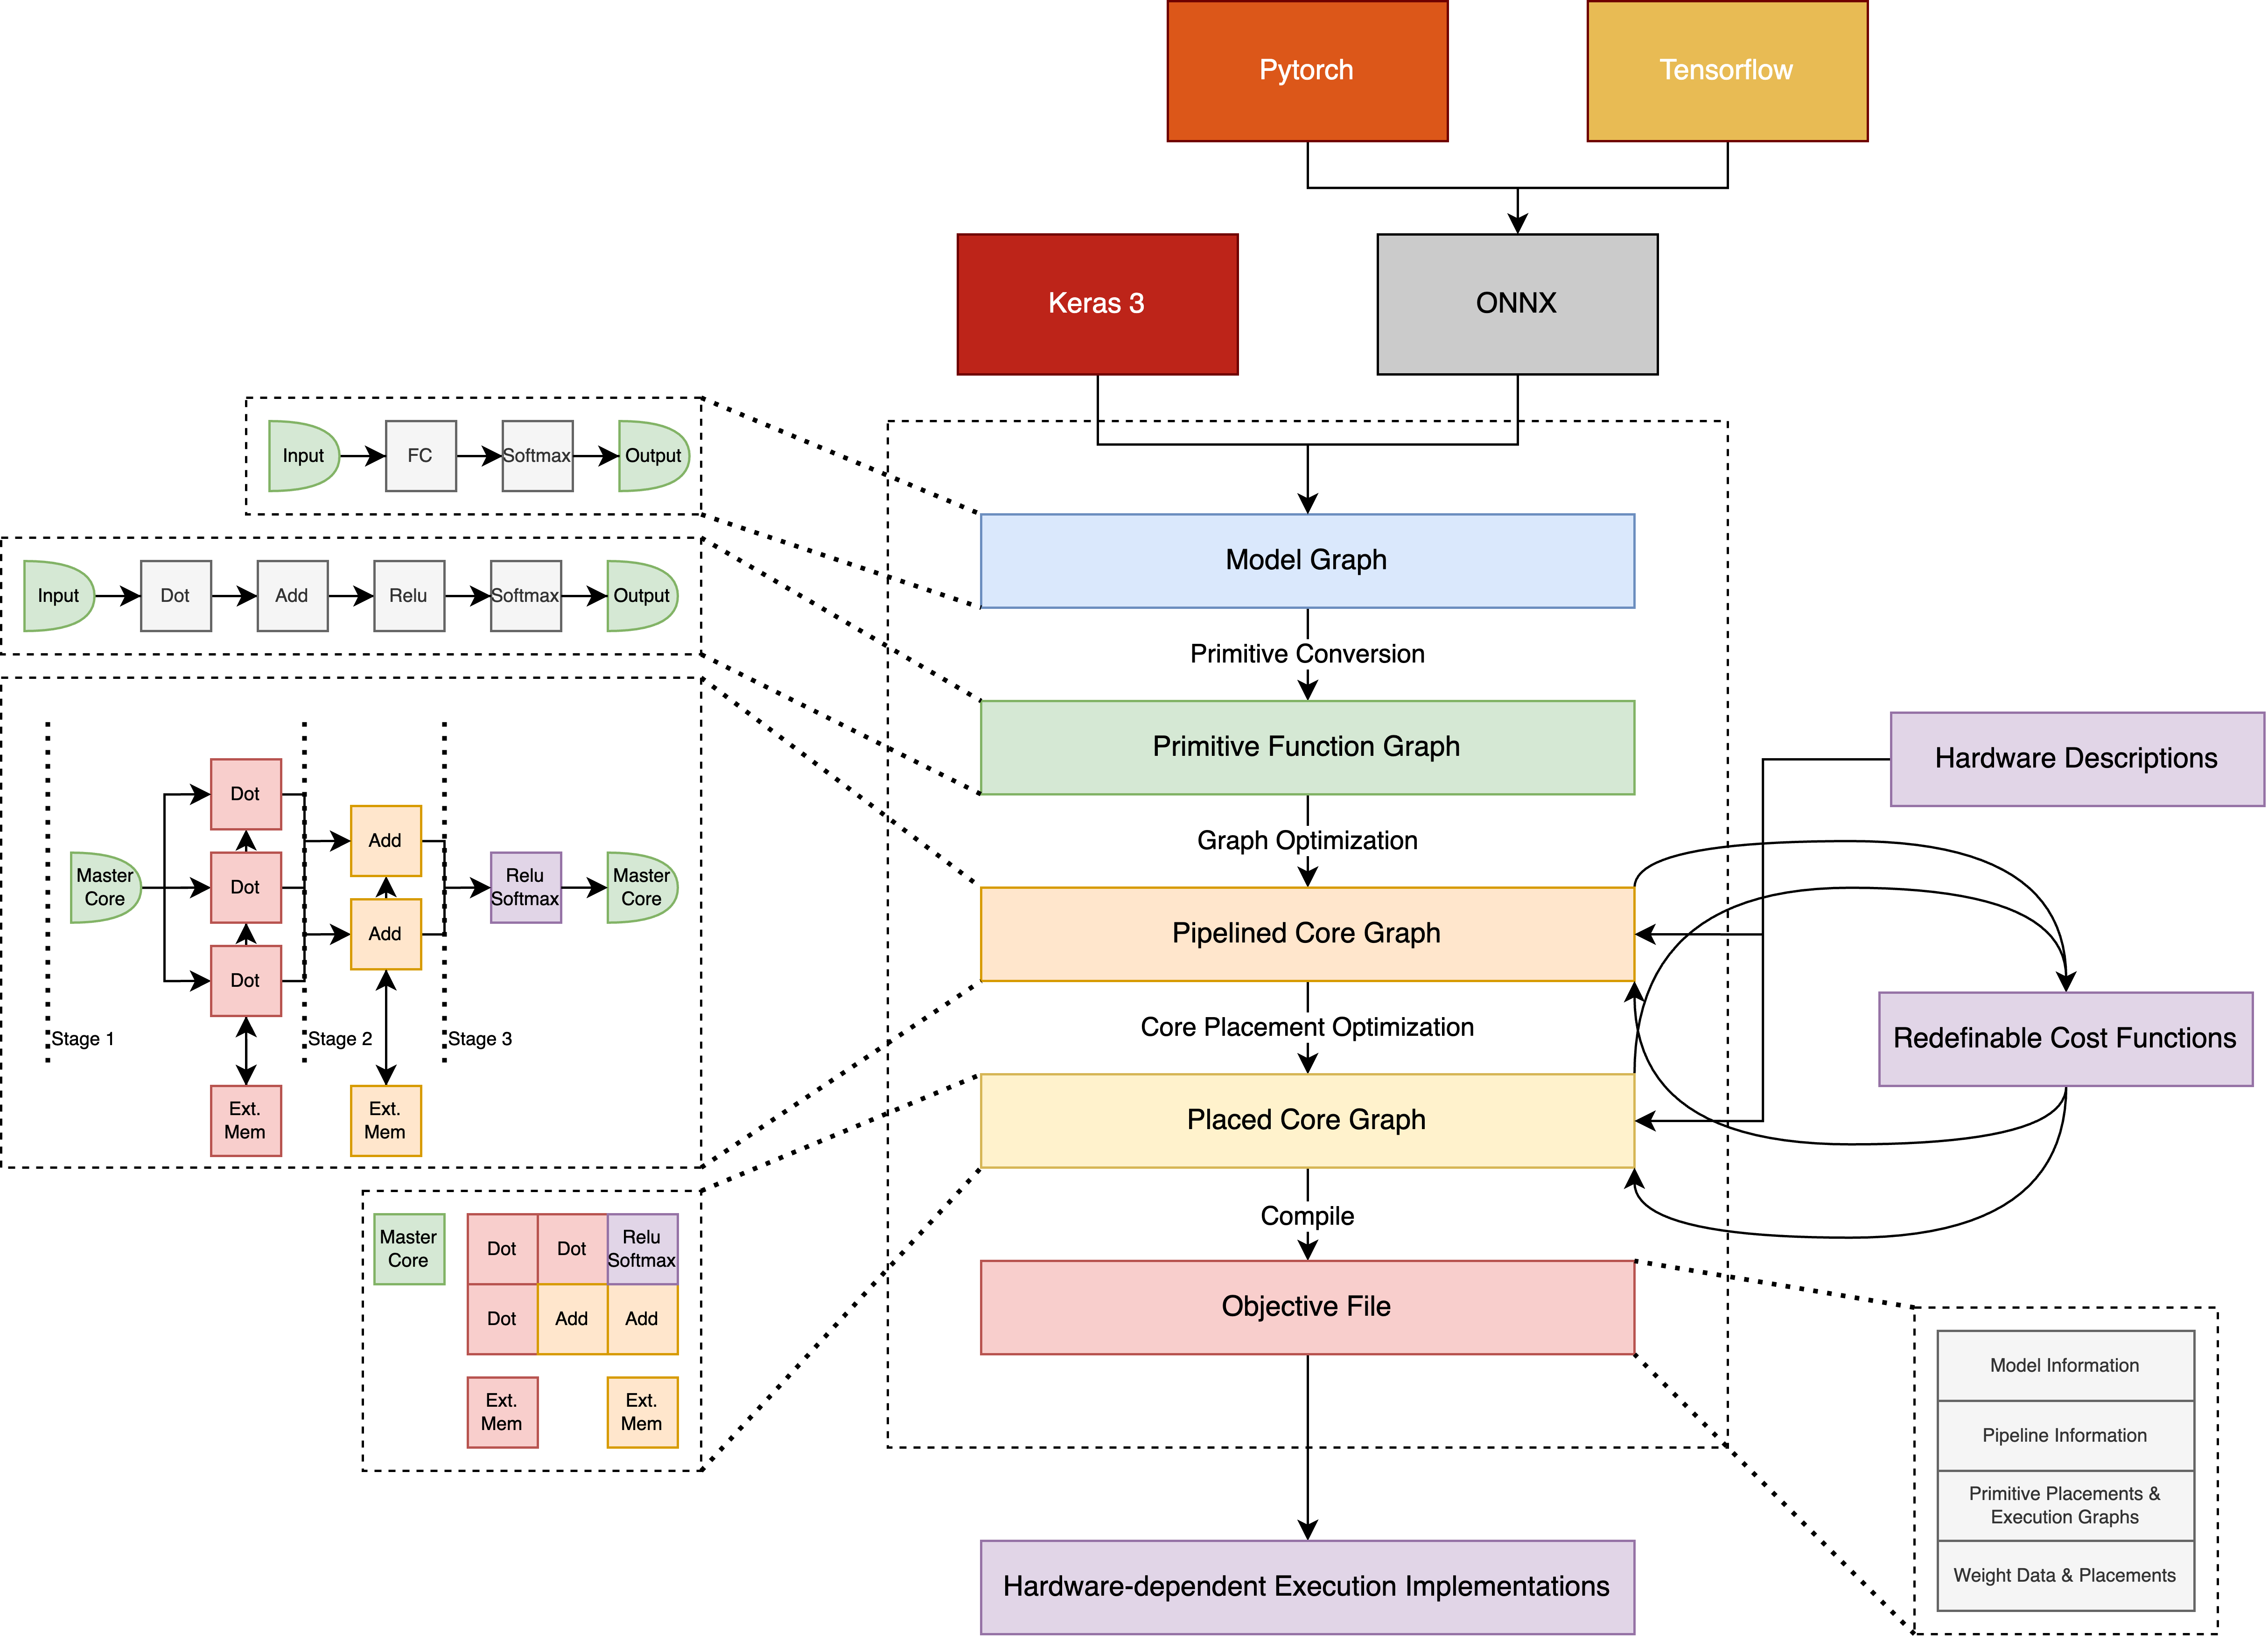 Pytorch
Tensorflow
Keras 3
ONNX
Input
FC
Softmax
Output
Model Graph
Input
Dot
Add
Relu
Softmax
Output
Primitive Conversion
Primitive Function Graph
Hardware Descriptions
Graph Optimization
Dot
Add
Master
Core
Dot
Relu
Softmax
Master
Core
Add
Dot
Stage 1
Stage 2
Stage 3
Ext.
Mem
Ext.
Mem
Pipelined Core Graph
Core Placement Optimization
Redefinable Cost Functions
Placed Core Graph
Compile
Master
Core
Dot
Dot
Relu
Softmax
Dot
Add
Add
Ext.
Mem
Ext.
Mem
Objective File
Model Information
Pipeline Information
Primitive Placements &
Execution Graphs
Weight Data & Placements
Hardware-dependent Execution Implementations